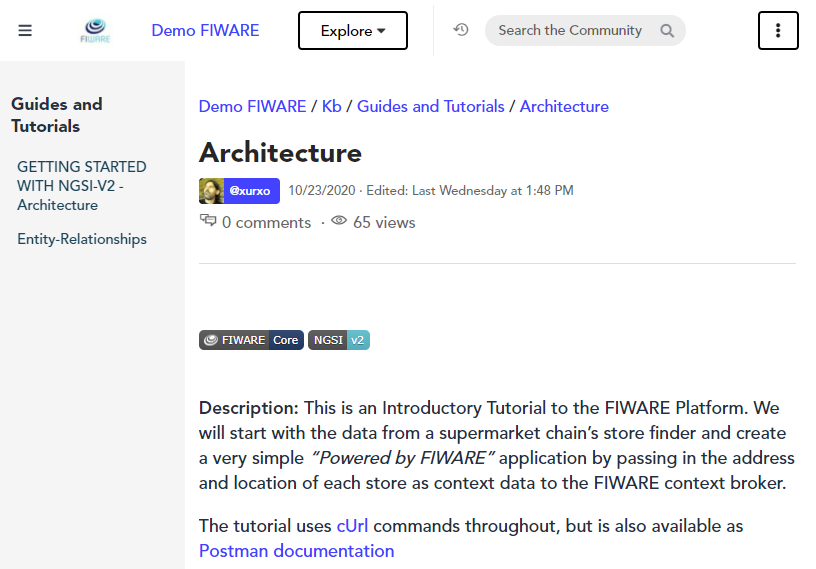 FIWARE
Demo FIWARE
Explore
Search the Community
Guides and
Tutorials
GETTING STARTED
WITH NGSI-V2 -
Architecture
Entity-Relationships
Demo FIWARE / Kb / Guides and Tutorials / Architecture
Architecture
@xurxo 10/23/2020 · Edited: Last Wednesday at 1:48 PM
0 comments · 65 views
FIWARE Core NGSI v2
Description: This is an Introductory Tutorial to the FIWARE Platform. We
will start with the data from a supermarket chain’s store finder and create
a very simple “Powered by FIWARE” application by passing in the address
and location of each store as context data to the FIWARE context broker.
The tutorial uses cUrl commands throughout, but is also available as
Postman documentation